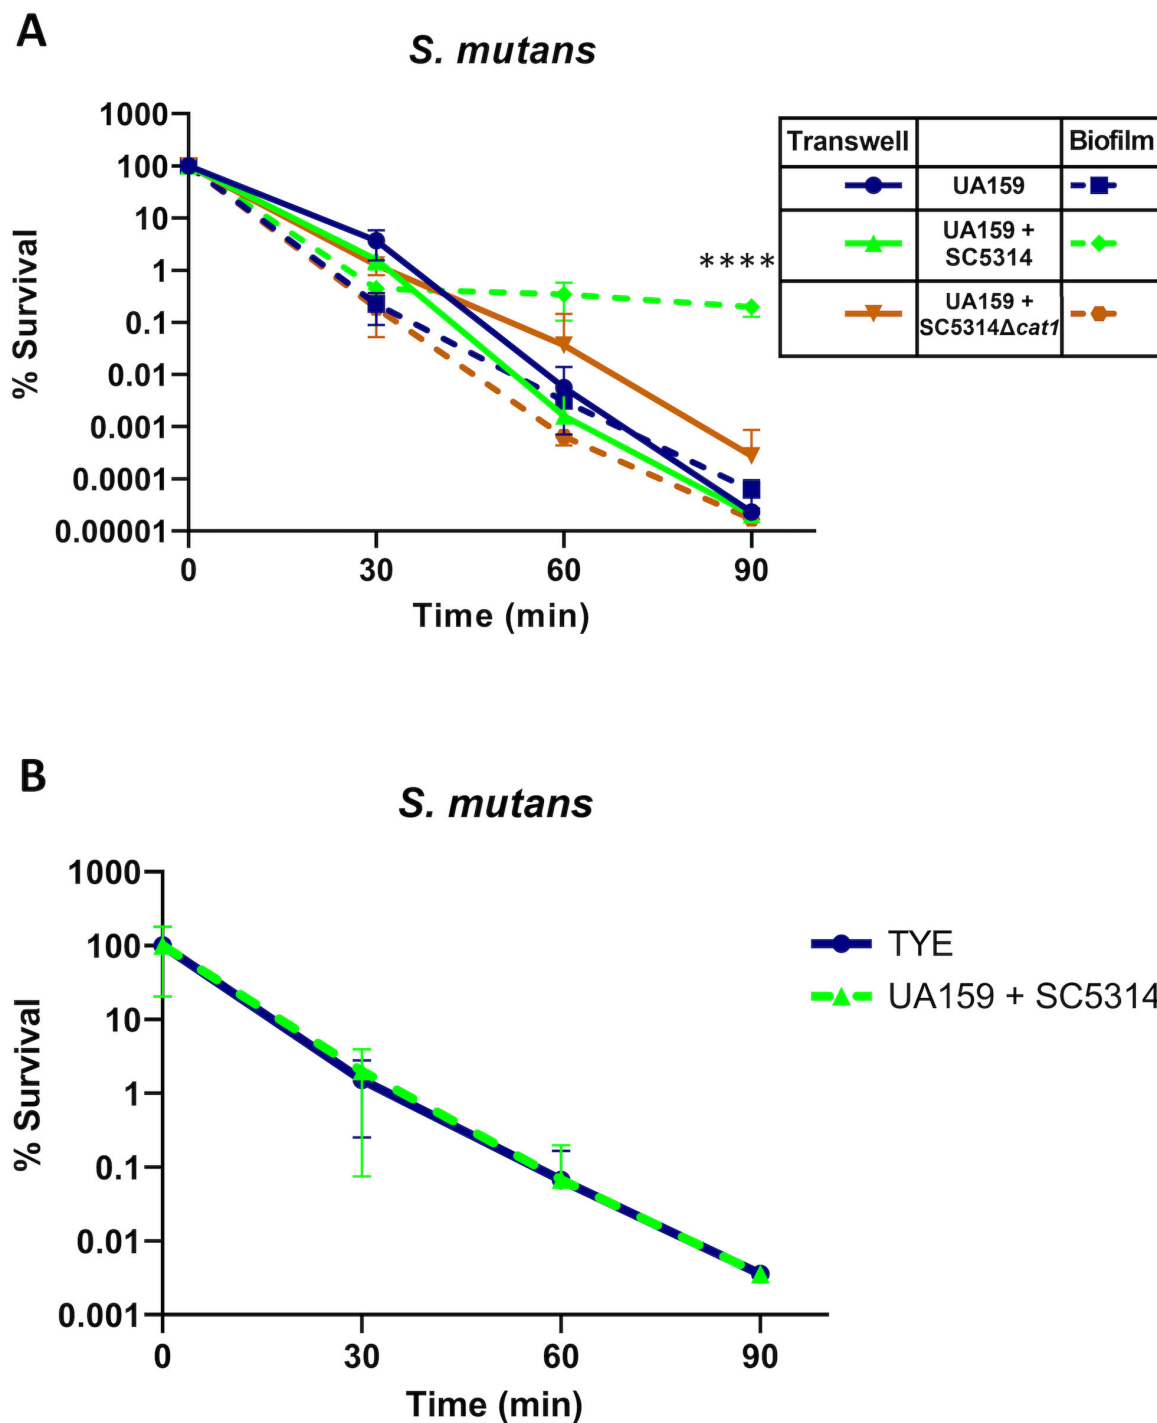 A
S. mutans
1000
100
10
1
0.1
0.01
0.001
0.0001
0.00001
% Survival
0 30 60 90
Time (min)
****
Transwell Biofilm
UA159
UA159 +
SC5314
UA159 +
SC5314Δcat1
B
S. mutans
1000
100
10
1
0.1
0.01
0.001
% Survival
0 30 60 90
Time (min)
TYE
UA159 + SC5314